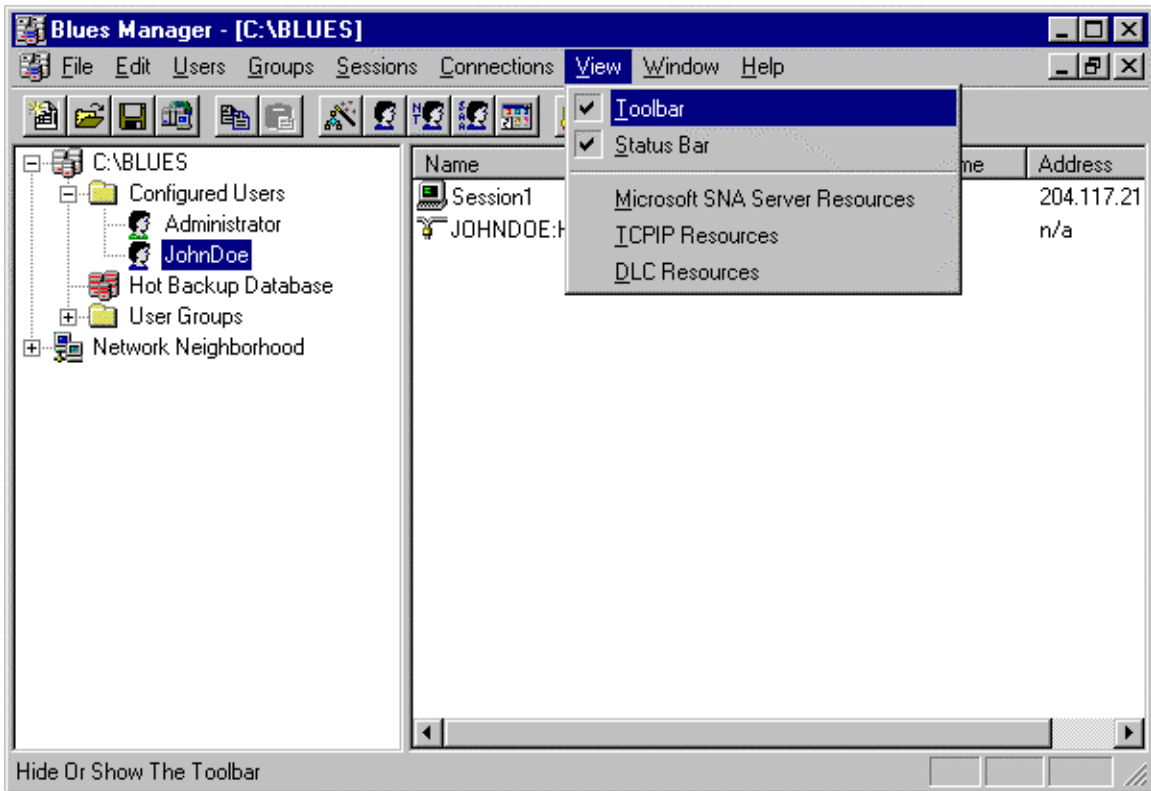 Blues Manager - [C:\BLUES]
File Edit Users Groups Sessions Connections View Window Help
Toolbar
Status Bar
Microsoft SNA Server Resources
TCPIP Resources
DLC Resources
C:\BLUES
Configured Users
Administrator
JohnDoe
Hot Backup Database
User Groups
Network Neighborhood
Name me Address
Session1 204.117.21
JOHNDOE:H n/a
Hide Or Show The Toolbar